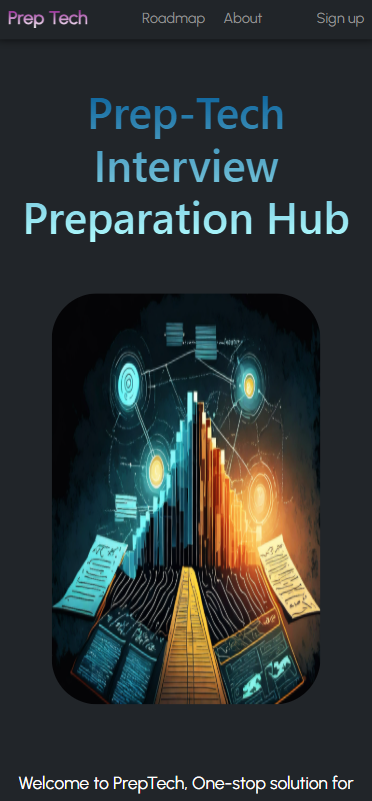 Prep Tech Roadmap About Sign up
Prep-Tech
Interview
Preparation Hub
Welcome to PrepTech, One-stop solution for